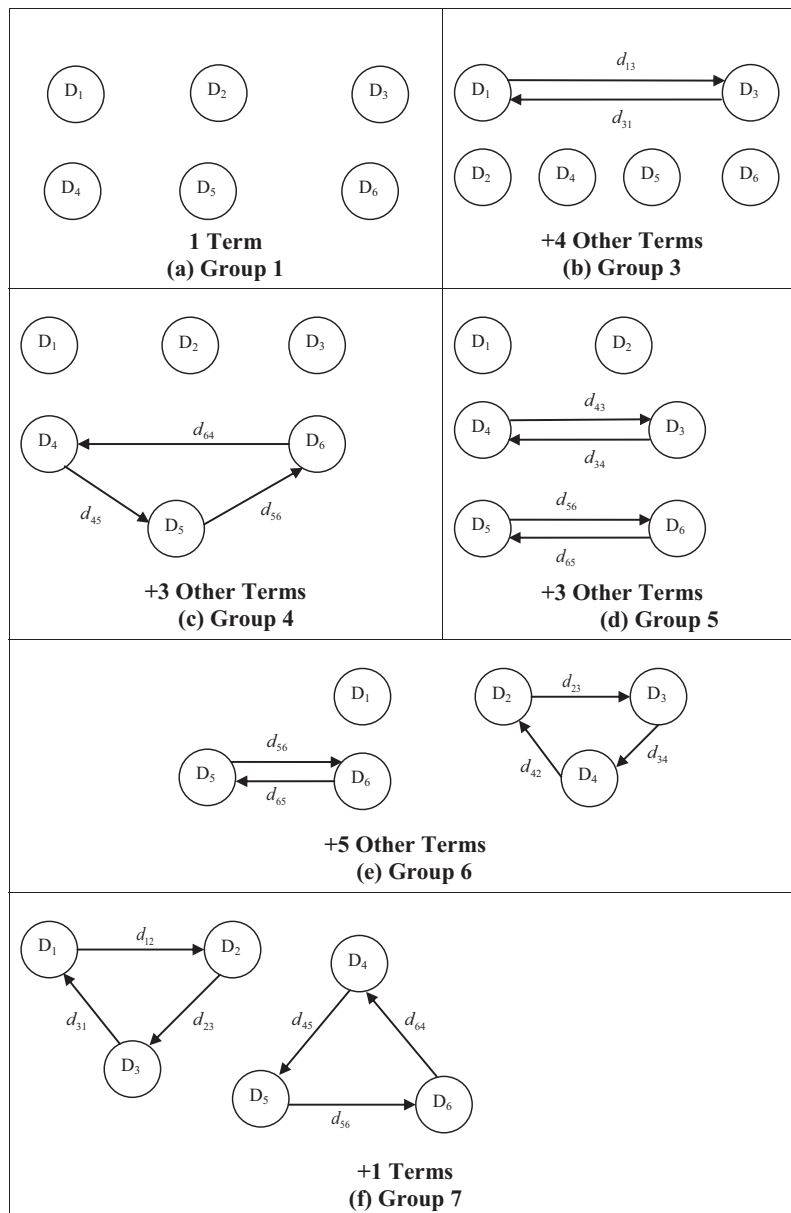 D₁ D₂ D₃
D₄ D₅ D₆
1 Term
(a) Group 1
d₁₃
D₁ D₃
d₃₁
D₂ D₄ D₅ D₆
+4 Other Terms
(b) Group 3
D₁ D₂ D₃
D₄ d₆₄ D₆
d₄₅ D₅ d₅₆
+3 Other Terms
(c) Group 4
D₁ D₂
d₄₃
D₄ D₃
d₃₄
d₅₆
D₅ D₆
d₆₅
+3 Other Terms
(d) Group 5
D₁
d₅₆
D₅ D₆
d₆₅
D₂ d₂₃ D₃
d₄₂ D₄ d₃₄
+5 Other Terms
(e) Group 6
D₁ d₁₂ D₂
d₃₁ d₂₃
D₃
D₄
d₄₅ d₆₄
D₅ D₆
d₅₆
+1 Terms
(f) Group 7